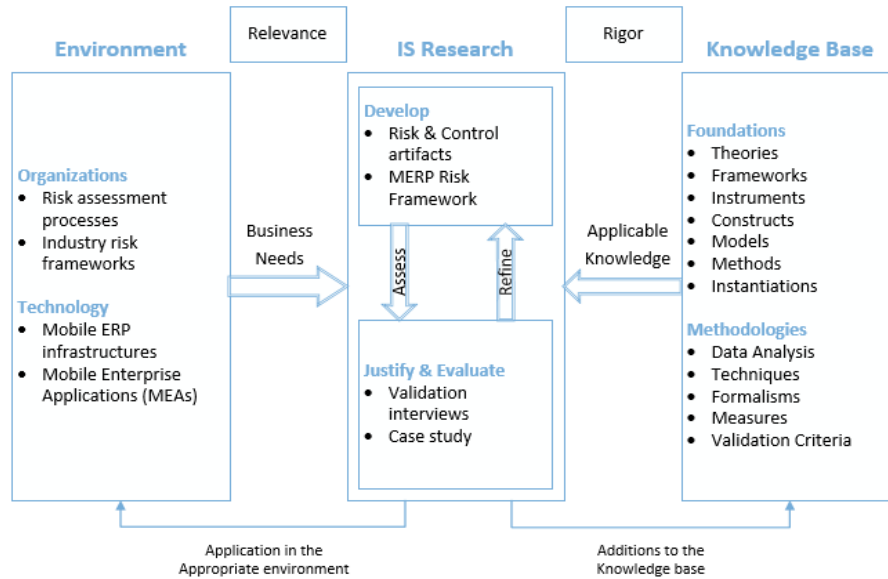 Relevance
Rigor
Environment
IS Research
Knowledge Base
Organizations
• Risk assessment
processes
• Industry risk
frameworks
Technology
• Mobile ERP
infrastructures
• Mobile Enterprise
Applications (MEAs)
Business
Needs
Develop
• Risk & Control
artifacts
• MERP Risk
Framework
Assess
Refine
Justify & Evaluate
• Validation
interviews
• Case study
Applicable
Knowledge
Foundations
• Theories
• Frameworks
• Instruments
• Constructs
• Models
• Methods
• Instantiations
Methodologies
• Data Analysis
• Techniques
• Formalisms
• Measures
• Validation Criteria
Application in the
Appropriate environment
Additions to the
Knowledge base